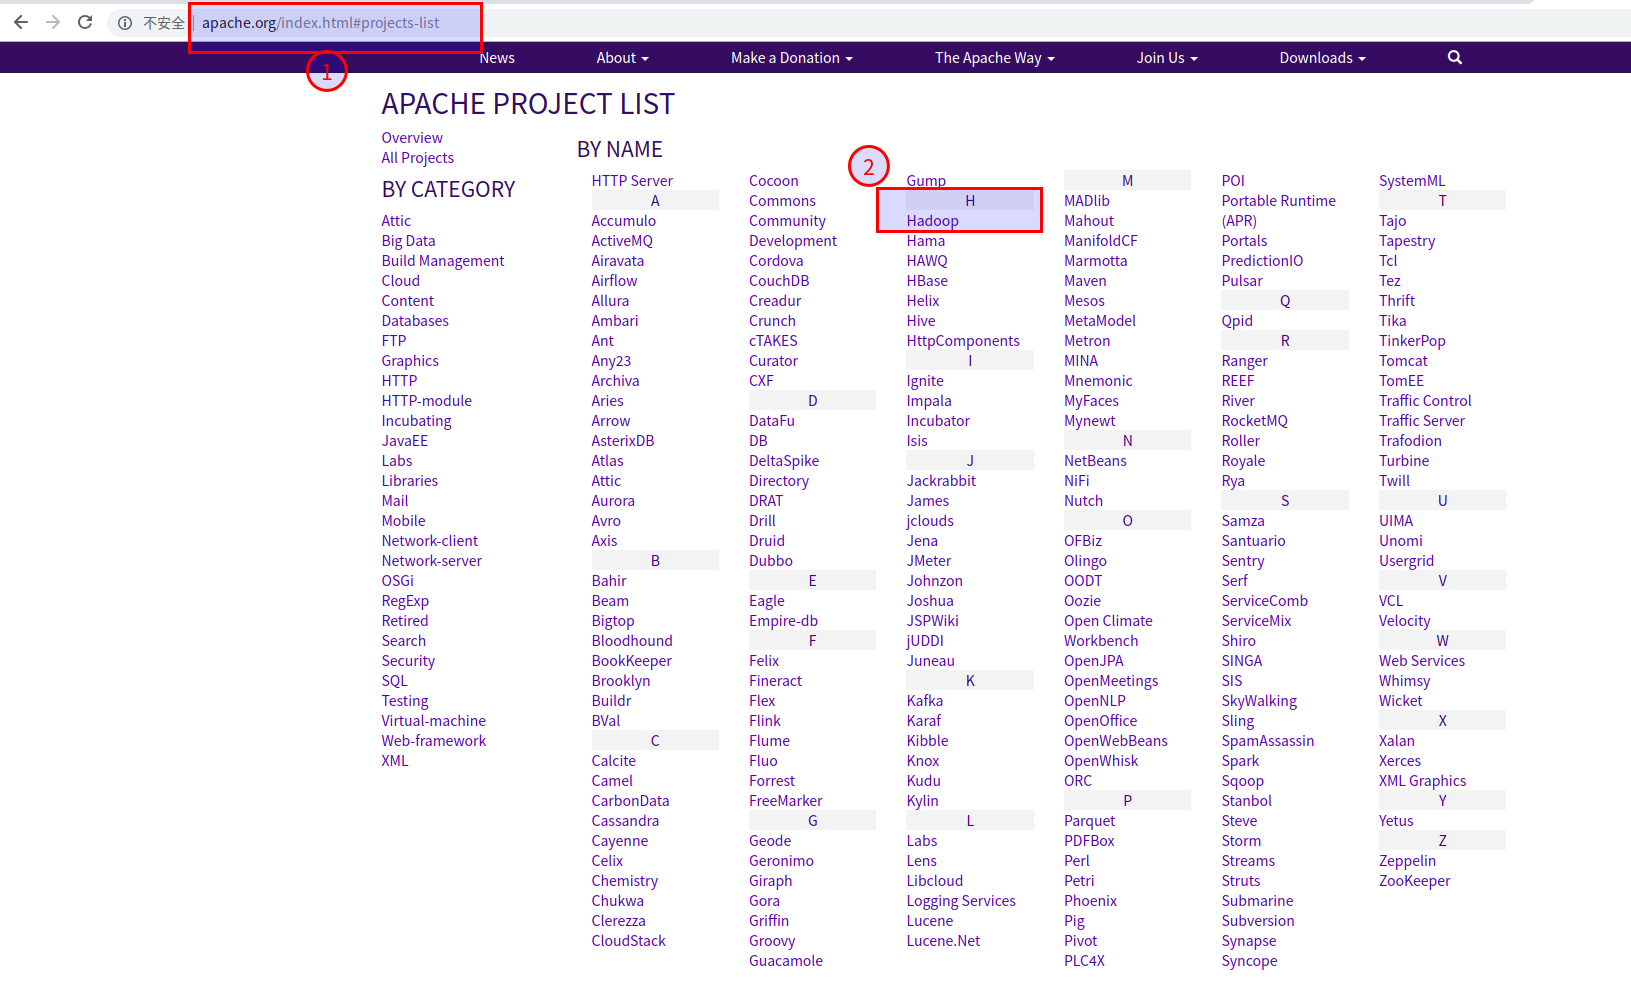 不安全 apache.org/index.html#projects-list
1
News About Make a Donation The Apache Way Join Us Downloads
APACHE PROJECT LIST
Overview
All Projects
BY CATEGORY
Attic
Big Data
Build Management
Cloud
Content
Databases
FTP
Graphics
HTTP
HTTP-module
Incubating
JavaEE
Labs
Libraries
Mail
Mobile
Network-client
Network-server
OSGi
RegExp
Retired
Search
Security
SQL
Testing
Virtual-machine
Web-framework
XML
BY NAME
HTTP Server
A
Accumulo
ActiveMQ
Airavata
Airflow
Allura
Ambari
Ant
Any23
Archiva
Aries
Arrow
AsterixDB
Atlas
Attic
Aurora
Avro
Axis
B
Bahir
Beam
Bigtop
Bloodhound
BookKeeper
Brooklyn
Buildr
BVal
C
Calcite
Camel
CarbonData
Cassandra
Cayenne
Celix
Chemistry
Chukwa
Clerezza
CloudStack
Cocoon
Commons
Community
Development
Cordova
CouchDB
Creadur
Crunch
cTAKES
Curator
CXF
D
DataFu
DB
DeltaSpike
Directory
DRAT
Drill
Druid
Dubbo
E
Eagle
Empire-db
F
Felix
Fineract
Flex
Flink
Flume
Fluo
Forrest
FreeMarker
G
Geode
Geronimo
Giraph
Gora
Griffin
Groovy
Guacamole
2
Gump
H
Hadoop
Hama
HAWQ
HBase
Helix
Hive
HttpComponents
I
Ignite
Impala
Incubator
Isis
J
Jackrabbit
James
jclouds
Jena
JMeter
Johnzon
Joshua
JSPWiki
jUDDI
Juneau
K
Kafka
Karaf
Kibble
Knox
Kudu
Kylin
L
Labs
Lens
Libcloud
Logging Services
Lucene
Lucene.Net
M
MADlib
Mahout
ManifoldCF
Marmotta
Maven
Mesos
MetaModel
Metron
MINA
Mnemonic
MyFaces
Mynewt
N
NetBeans
NiFi
Nutch
O
OFBiz
Olingo
OODT
Oozie
Open Climate
Workbench
OpenJPA
OpenMeetings
OpenNLP
OpenOffice
OpenWebBeans
OpenWhisk
ORC
P
Parquet
PDFBox
Perl
Petri
Phoenix
Pig
Pivot
PLC4X
POI
Portable Runtime
(APR)
Portals
PredictionIO
Pulsar
Q
Qpid
R
Ranger
REEF
River
RocketMQ
Roller
Royale
Rya
S
Samza
Santuario
Sentry
Serf
ServiceComb
ServiceMix
Shiro
SINGA
SIS
SkyWalking
Sling
SpamAssassin
Spark
Sqoop
Stanbol
Steve
Storm
Streams
Struts
Submarine
Subversion
Synapse
Syncope
SystemML
T
Tajo
Tapestry
Tcl
Tez
Thrift
Tika
TinkerPop
Tomcat
TomEE
Traffic Control
Traffic Server
Trafodion
Turbine
Twill
U
UIMA
Unomi
Usergrid
V
VCL
Velocity
W
Web Services
Whimsy
Wicket
X
Xalan
Xerces
XML Graphics
Y
Yetus
Z
Zeppelin
ZooKeeper